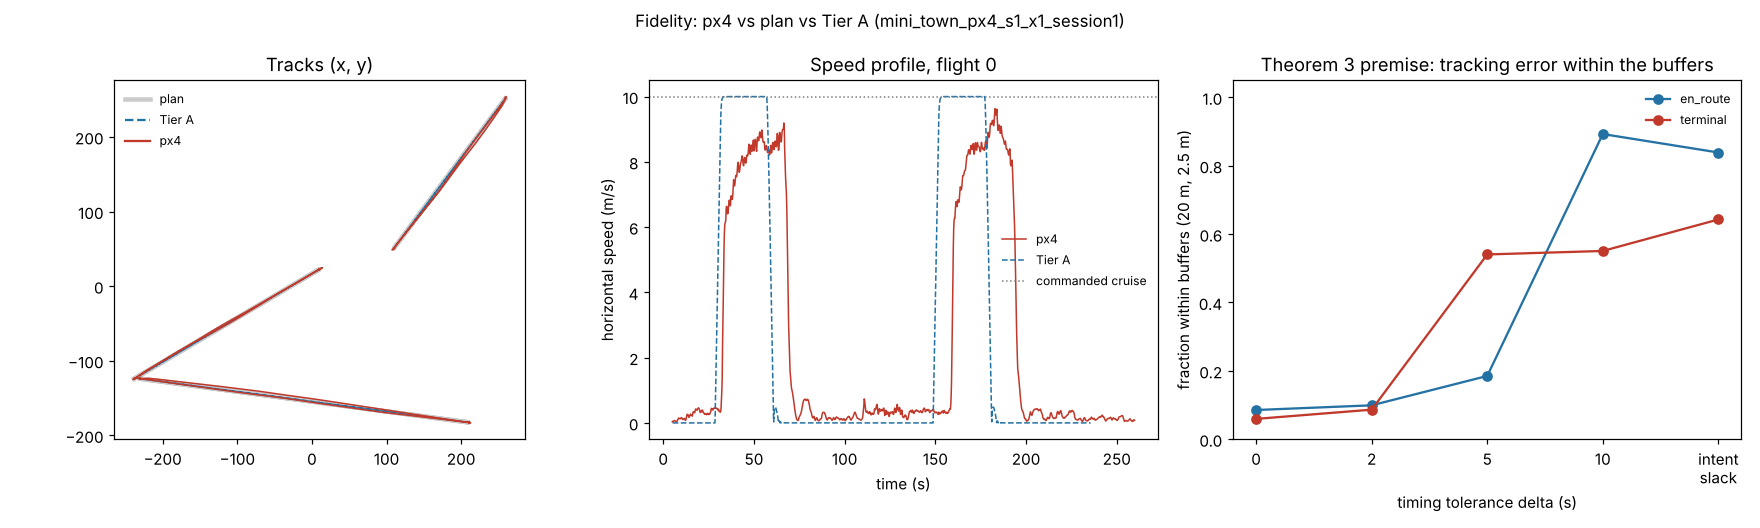 Fidelity: px4 vs plan vs Tier A (mini_town_px4_s1_x1_session1)
Tracks (x, y)
plan
Tier A
px4
200
100
0
−100
−200
−200
−100
0
100
200
Speed profile, flight 0
horizontal speed (m/s)
10
8
6
4
2
0
px4
Tier A
commanded cruise
0
50
100
150
200
250
time (s)
Theorem 3 premise: tracking error within the buffers
fraction within buffers (20 m, 2.5 m)
1.0
0.8
0.6
0.4
0.2
0.0
en_route
terminal
0
2
5
10
intent
slack
timing tolerance delta (s)